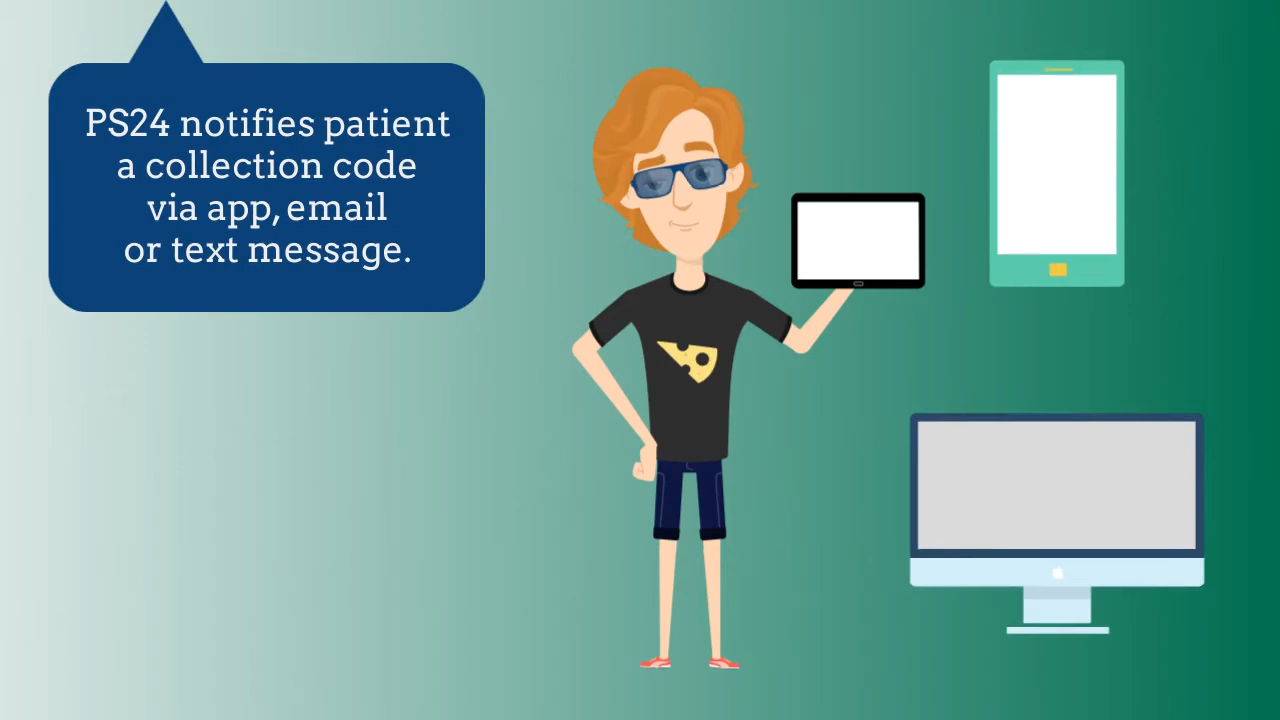 PS24 notifies patient
a collection code
via app, email
or text message.